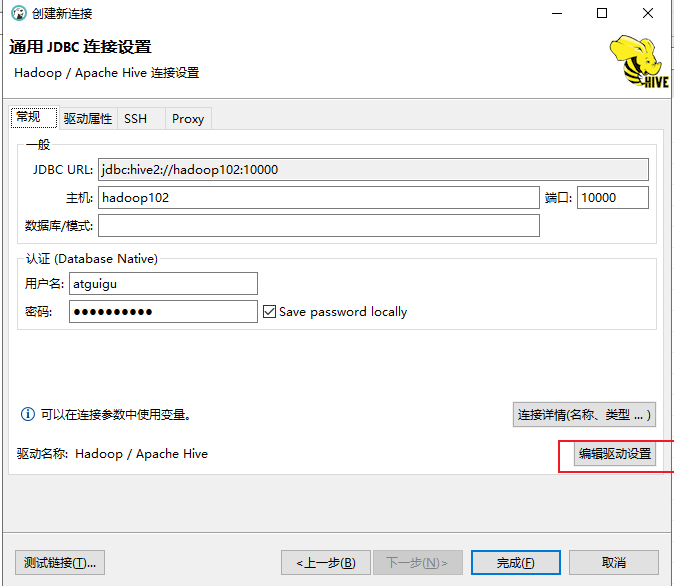 创建新连接
通用 JDBC 连接设置
Hadoop / Apache Hive 连接设置
HIVE
常规 驱动属性 SSH Proxy
一般
JDBC URL: jdbc:hive2://hadoop102:10000
主机: hadoop102 端口: 10000
数据库/模式:
认证 (Database Native)
用户名: atguigu
密码: ●●●●●●●●●● Save password locally
可以在连接参数中使用变量。 连接详情(名称、类型 ... )
驱动名称: Hadoop / Apache Hive 编辑驱动设置
测试链接(T)... <上一步(B) 下一步(N)> 完成(F) 取消